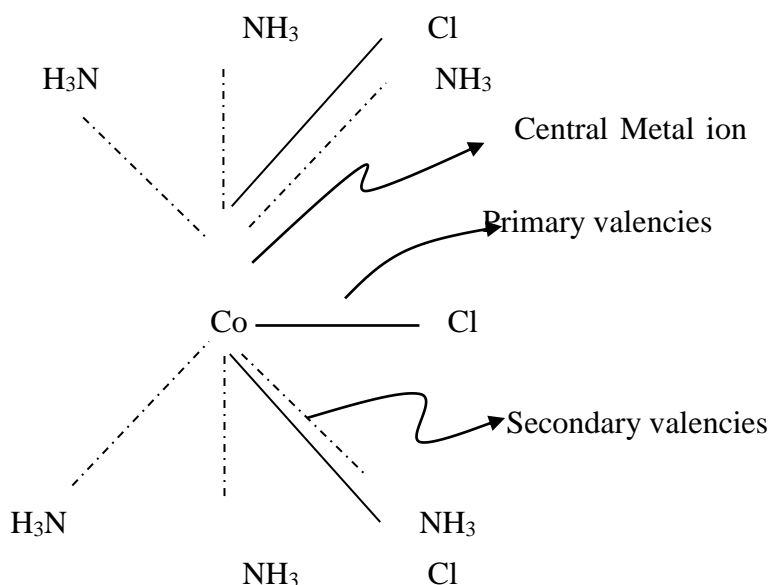 NH₃ Cl
H₃N NH₃
Central Metal ion
Primary valencies
Co Cl
Secondary valencies
H₃N NH₃
NH₃ Cl